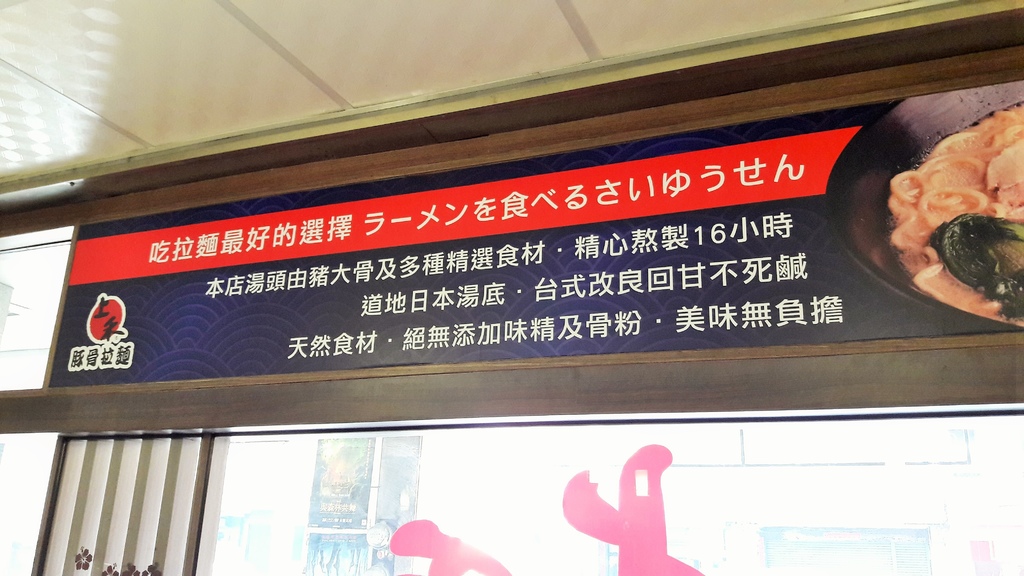 吃拉麵最好的選擇 ラーメンを食べるさいゆうせん
本店湯頭由豬大骨及多種精選食材·精心熬製16小時
道地日本湯底·台式改良回甘不死鹹
天然食材·絕無添加味精及骨粉·美味無負擔
豚骨拉麵